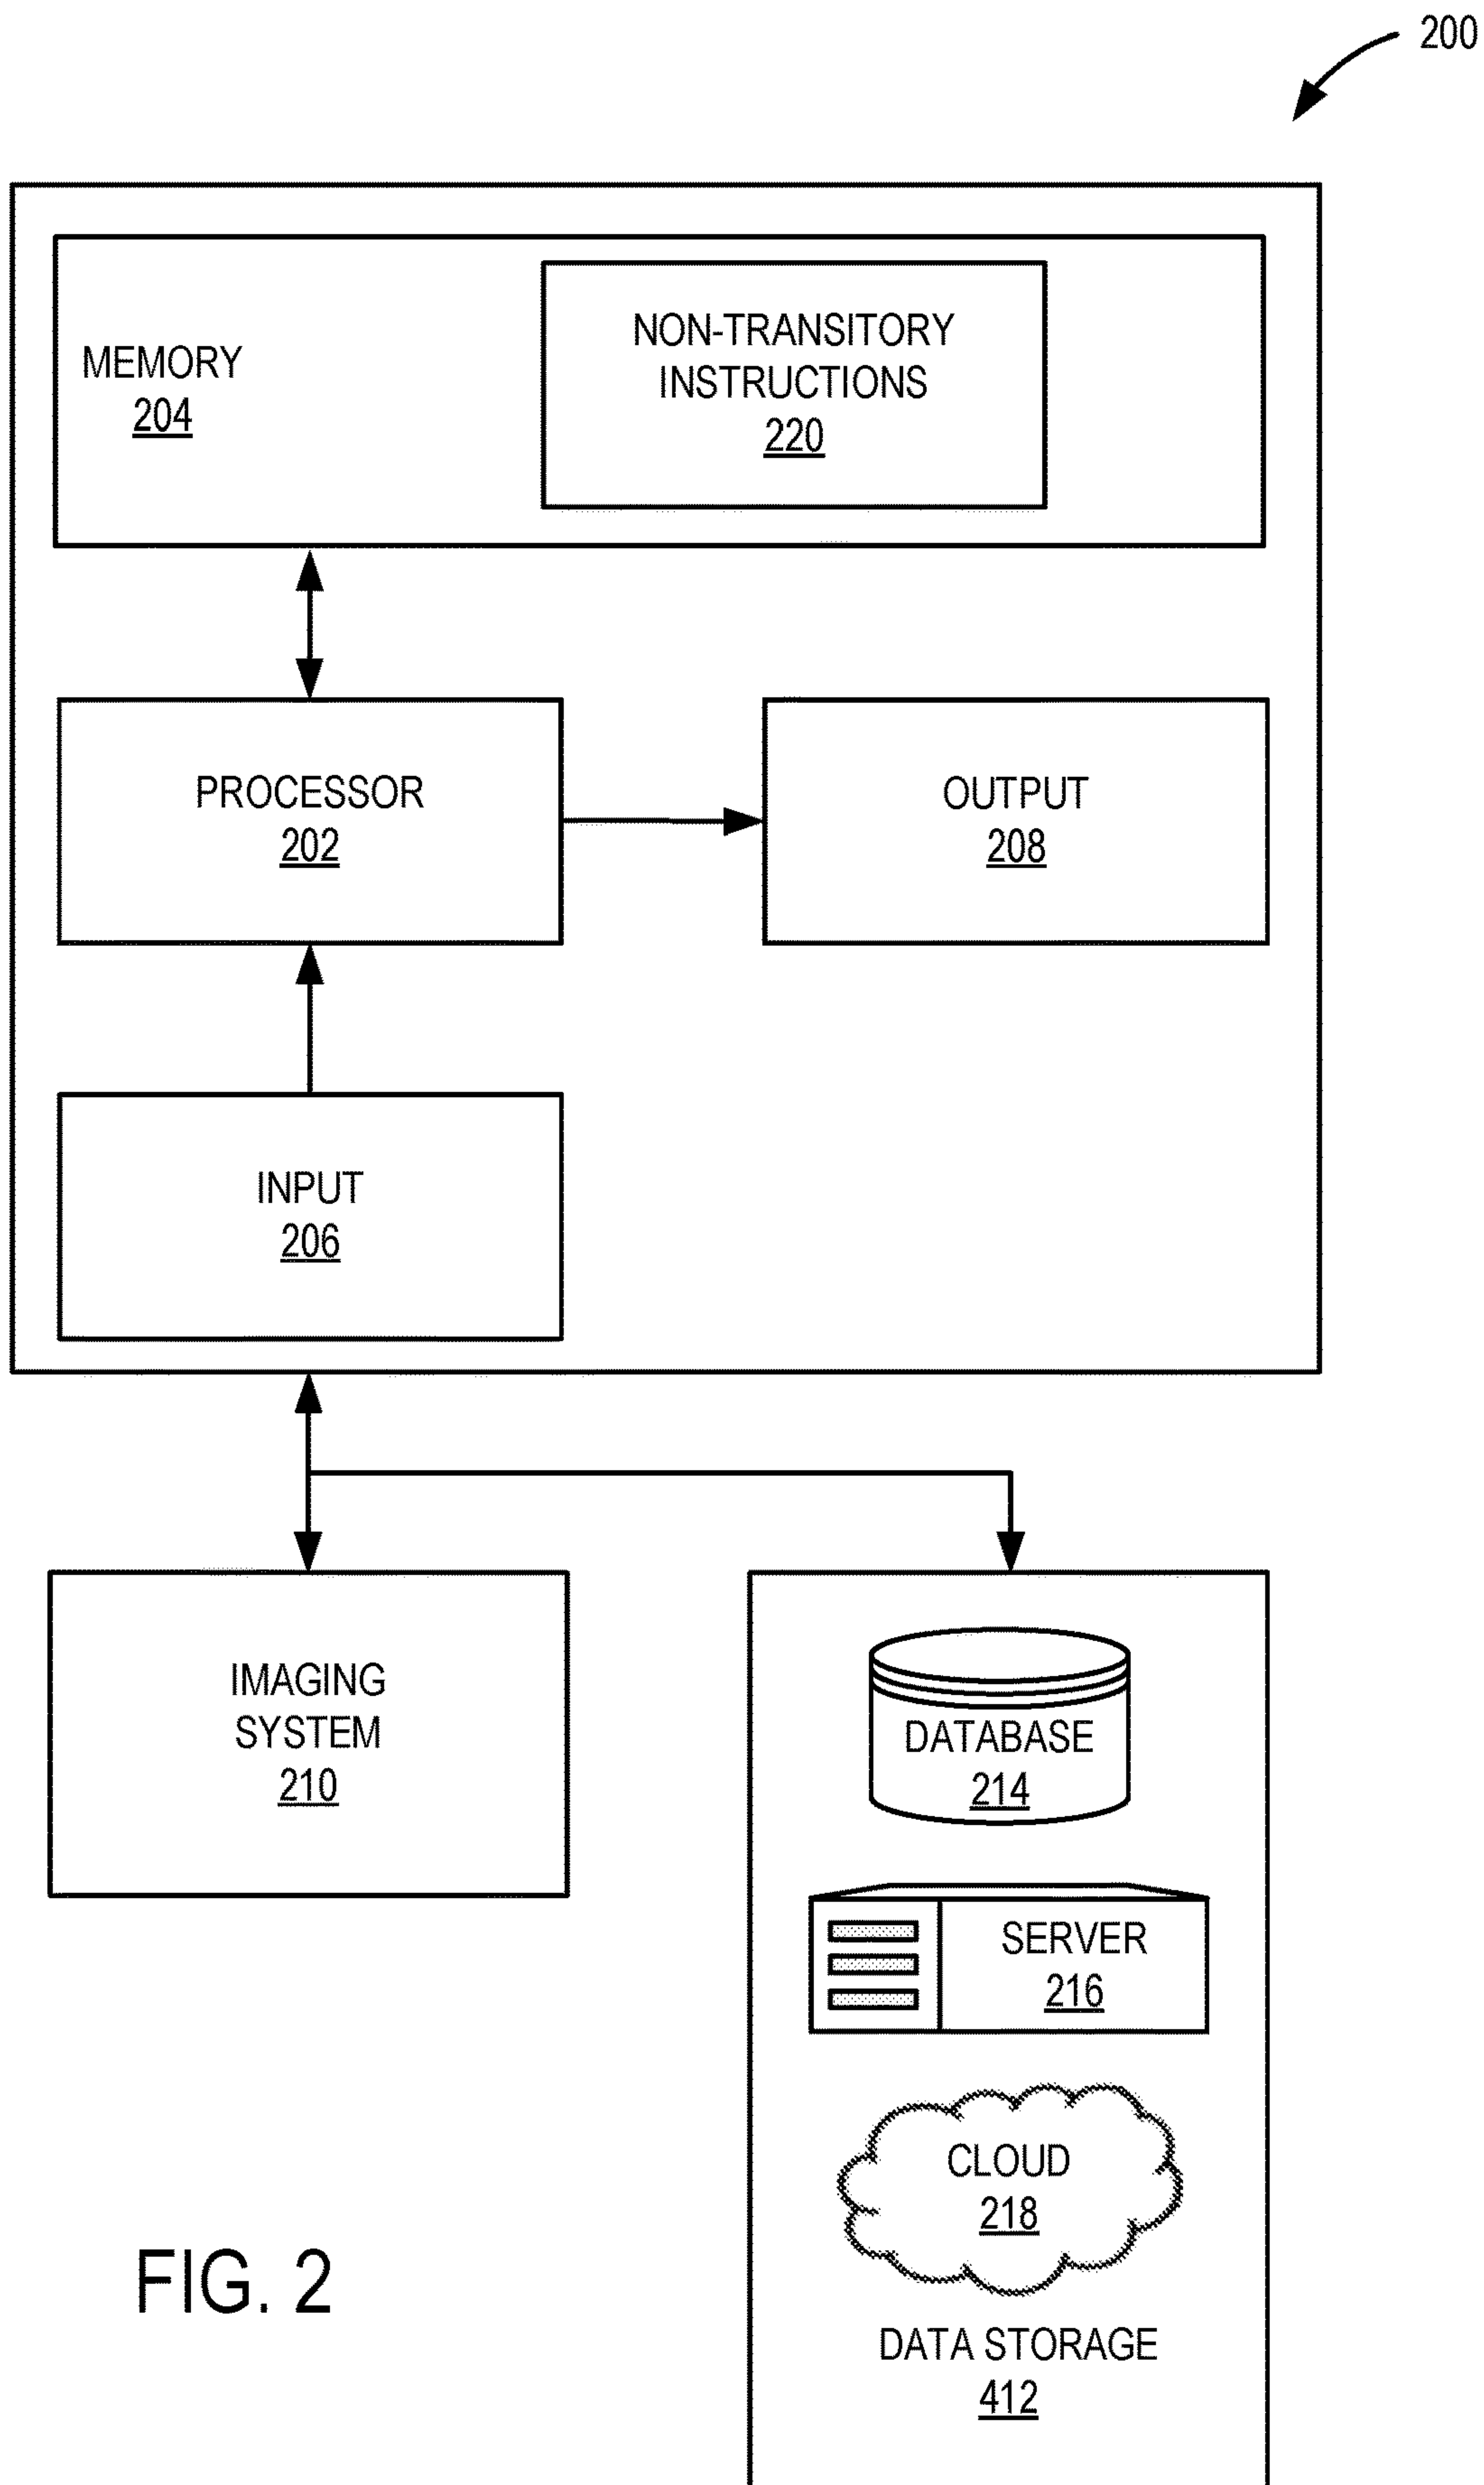 200
MEMORY
204
NON-TRANSITORY
INSTRUCTIONS
220
PROCESSOR
202
OUTPUT
208
INPUT
206
IMAGING
SYSTEM
210
DATABASE
214
SERVER
216
CLOUD
218
DATA STORAGE
412
FIG. 2